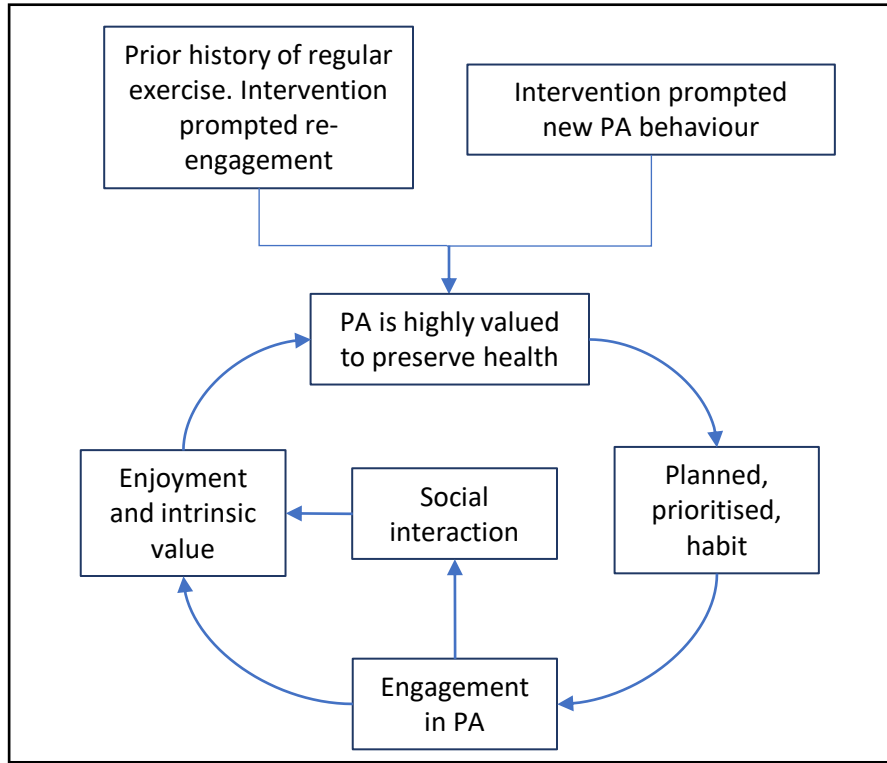 Prior history of regular
exercise. Intervention
prompted re-
engagement
Intervention prompted
new PA behaviour
PA is highly valued
to preserve health
Enjoyment
and intrinsic
value
Social
interaction
Planned,
prioritised,
habit
Engagement
in PA